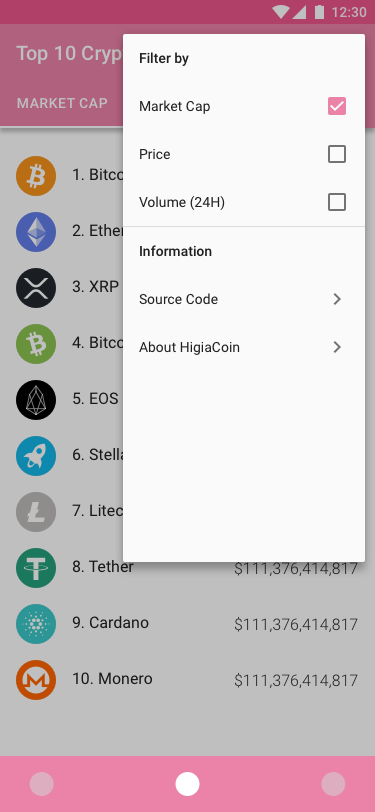 12:30
Top 10 Cryp
MARKET CAP
Filter by
Market Cap
Price
Volume (24H)
Information
Source Code
About HigiaCoin
1. Bitco
2. Ether
3. XRP
4. Bitco
5. EOS
6. Stella
7. Litec
8. Tether $111,376,414,817
9. Cardano $111,376,414,817
10. Monero $111,376,414,817